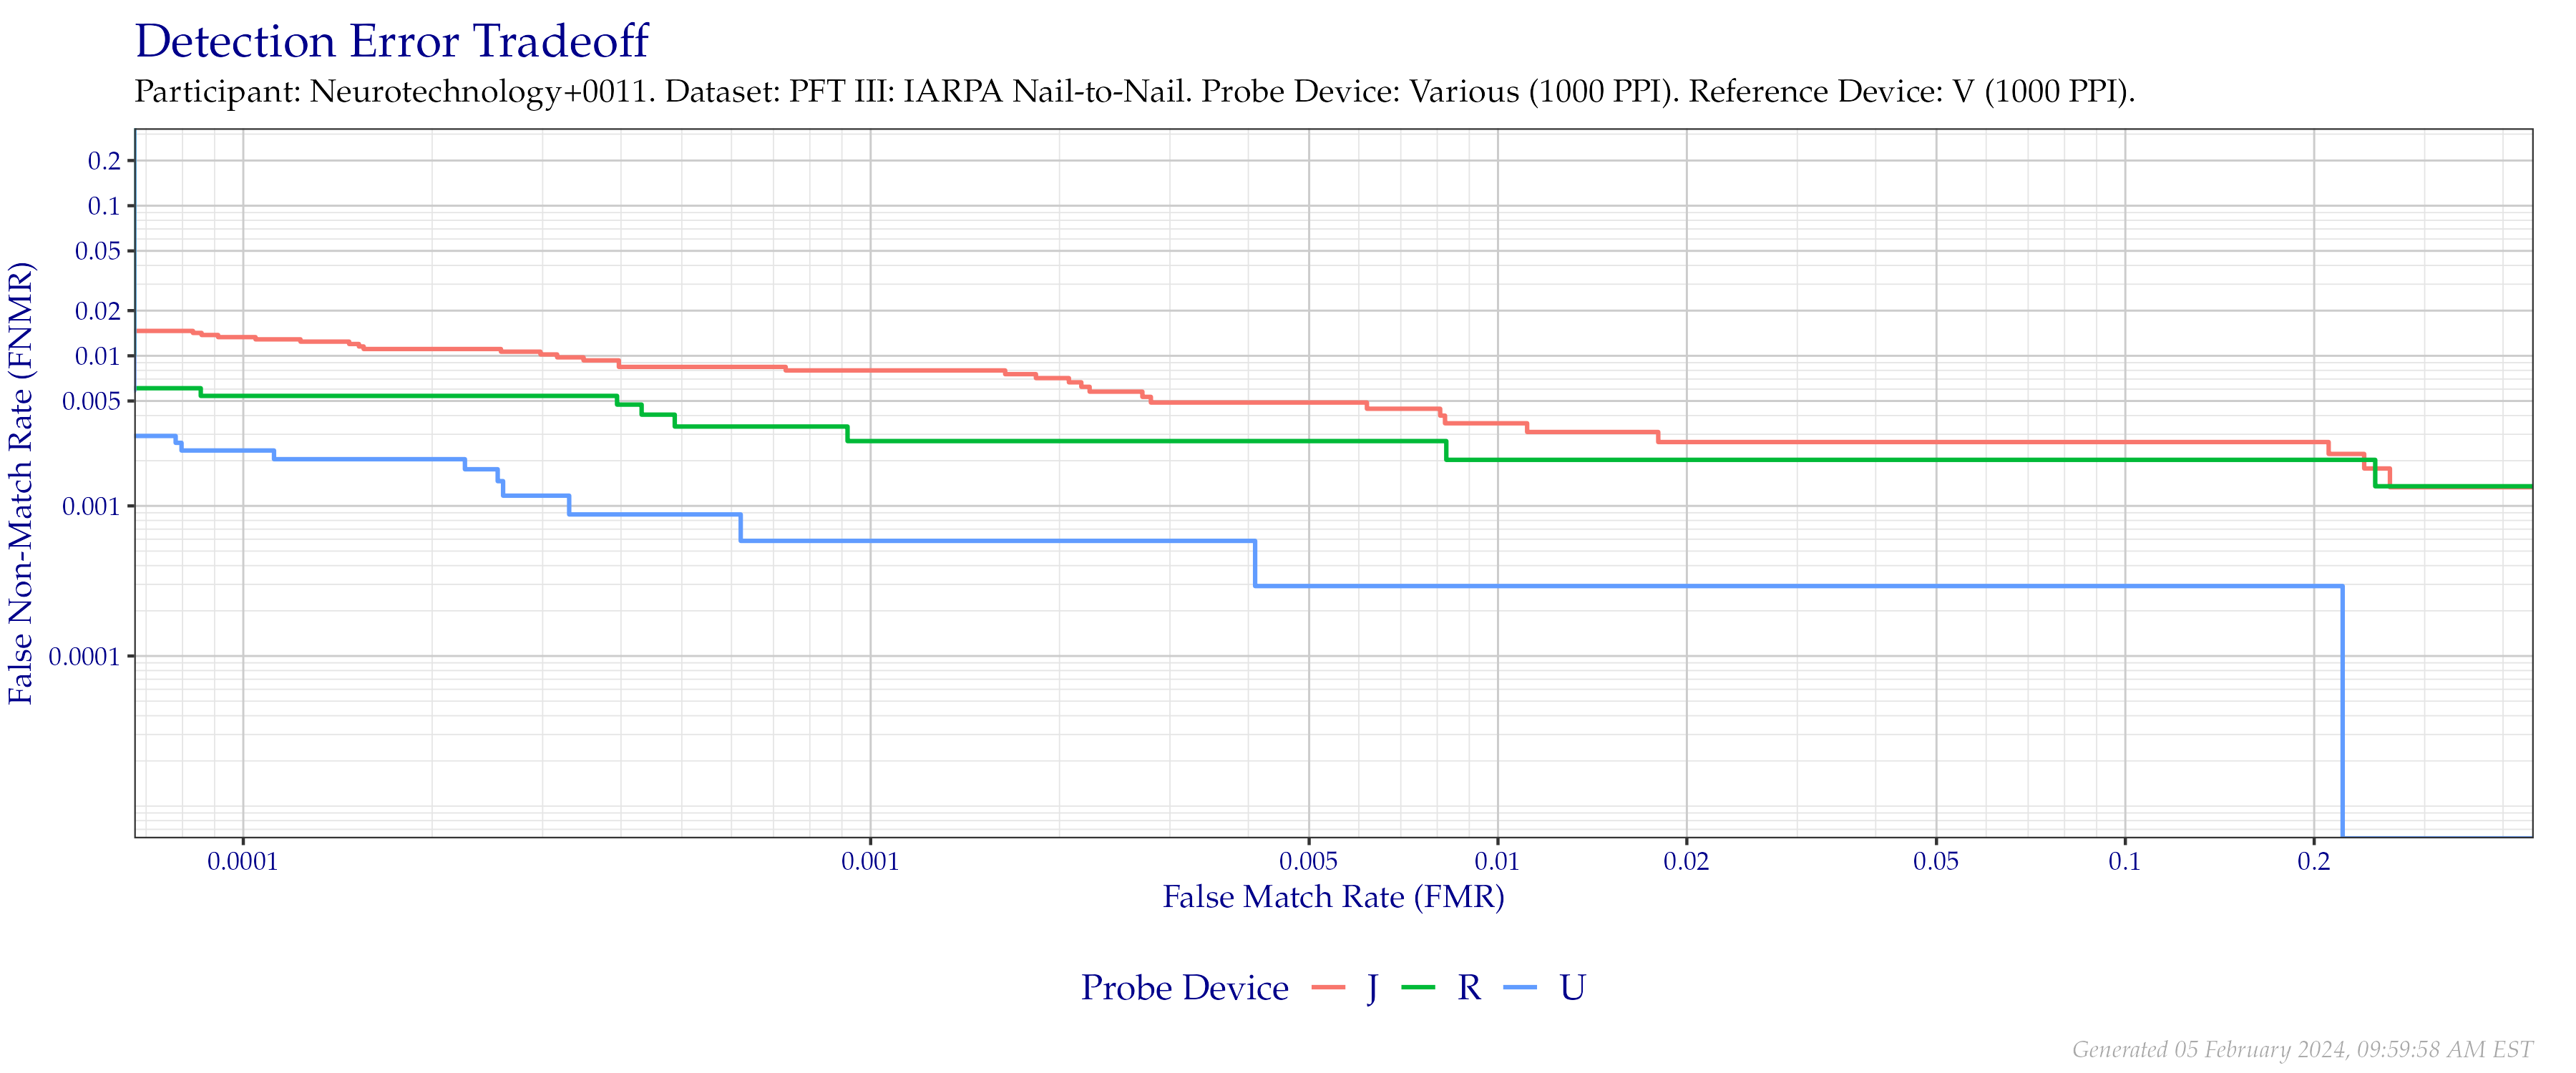 Detection Error Tradeoff
Participant: Neurotechnology+0011. Dataset: PFT III: IARPA Nail-to-Nail. Probe Device: Various (1000 PPI). Reference Device: V (1000 PPI).
False Non-Match Rate (FNMR)
0.2
0.1
0.05
0.02
0.01
0.005
0.001
0.0001
0.0001 0.001 0.005 0.01 0.02 0.05 0.1 0.2
False Match Rate (FMR)
Probe Device J R U
Generated 05 February 2024, 09:59:58 AM EST